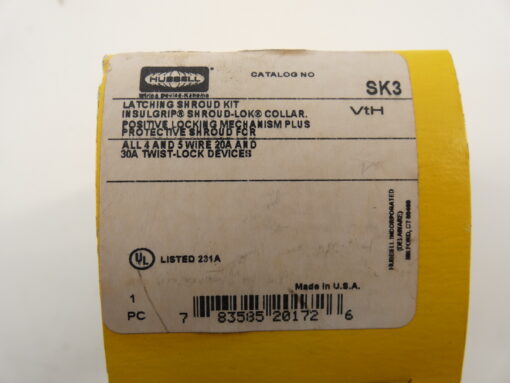 HUBBELL
CATALOG NO
SK3
LATCHING SHROUD KIT
INSULGRIP® SHROUD-LOK® COLLAR.
POSITIVE LOCKING MECHANISM PLUS
PROTECTIVE SHROUD FOR
ALL 4 AND 5 WIRE 20A AND
30A TWIST-LOCK DEVICES
VtH
UL LISTED 231A
HUBBELL INCORPORATED
(DELAWARE)
Made in U.S.A.
1
PC
7 83585 20172 6